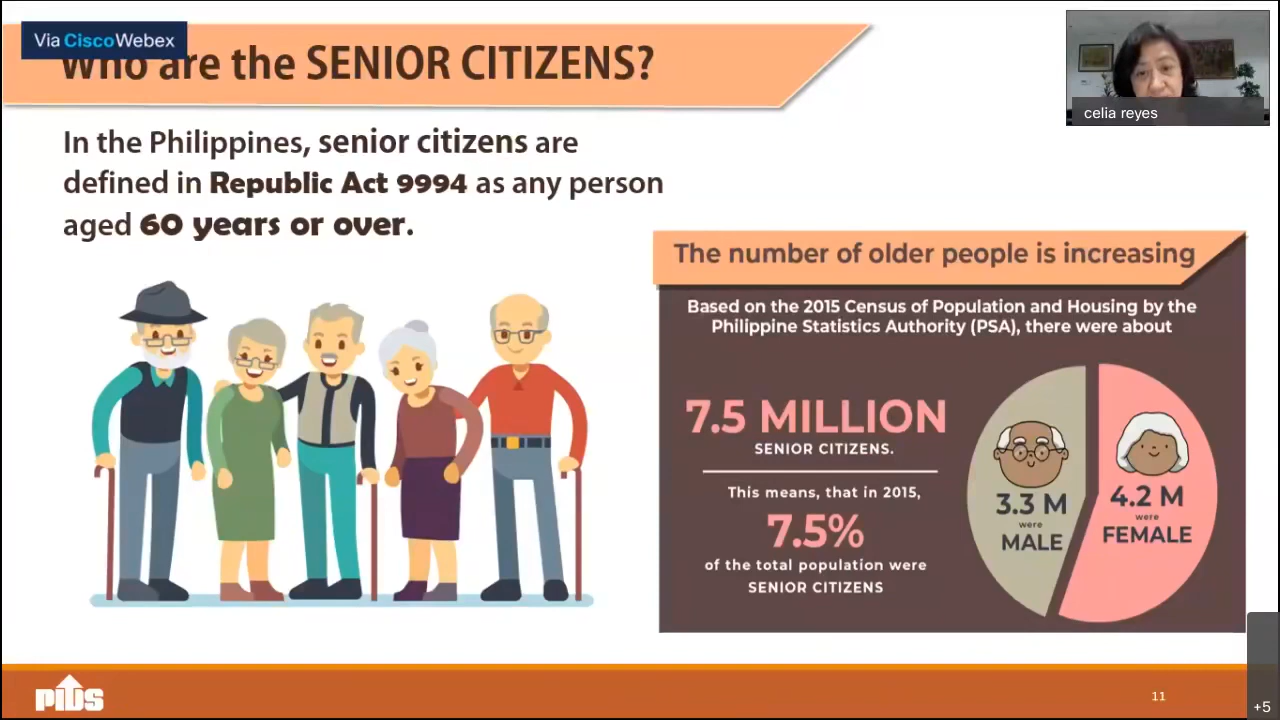 Via Cisco Webex
Who are the SENIOR CITIZENS?
celia reyes
In the Philippines, senior citizens are
defined in Republic Act 9994 as any person
aged 60 years or over.
The number of older people is increasing
Based on the 2015 Census of Population and Housing by the
Philippine Statistics Authority (PSA), there were about
7.5 MILLION
SENIOR CITIZENS.
This means, that in 2015,
7.5%
of the total population were
SENIOR CITIZENS
3.3 M
were
MALE
4.2 M
were
FEMALE
PIDS
11
+5